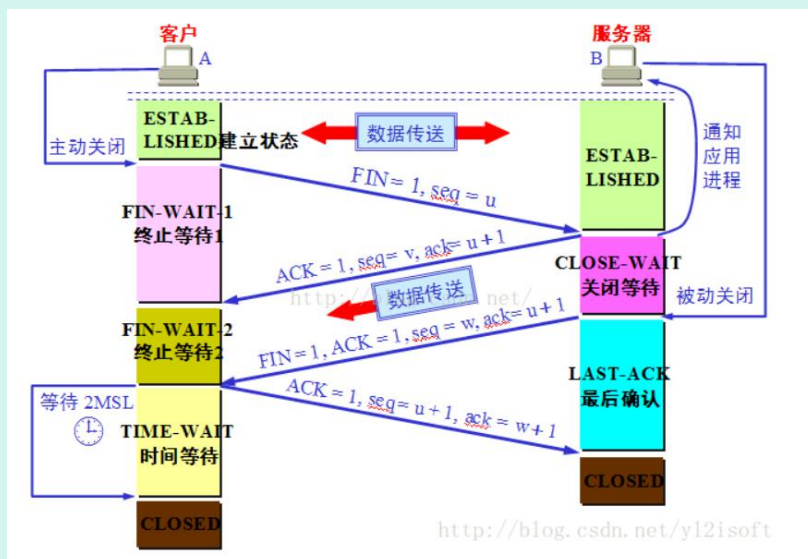 客户
服务器
A
B
ESTAB-
LISHED建立状态
数据传送
ESTAB-
LISHED
通知
应用
进程
主动关闭
FIN = 1, seq = u
FIN-WAIT-1
终止等待1
ACK = 1, seq= v, ack= u + 1
CLOSE-WAIT
关闭等待
数据传送
被动关闭
FIN-WAIT-2
终止等待2
FIN = 1, ACK = 1, seq = w, ack= u + 1
LAST-ACK
最后确认
等待 2MSL
ACK = 1, seq= u + 1, ack = w + 1
TIME-WAIT
时间等待
CLOSED
CLOSED
http://blog.csdn.net/yl2isoft